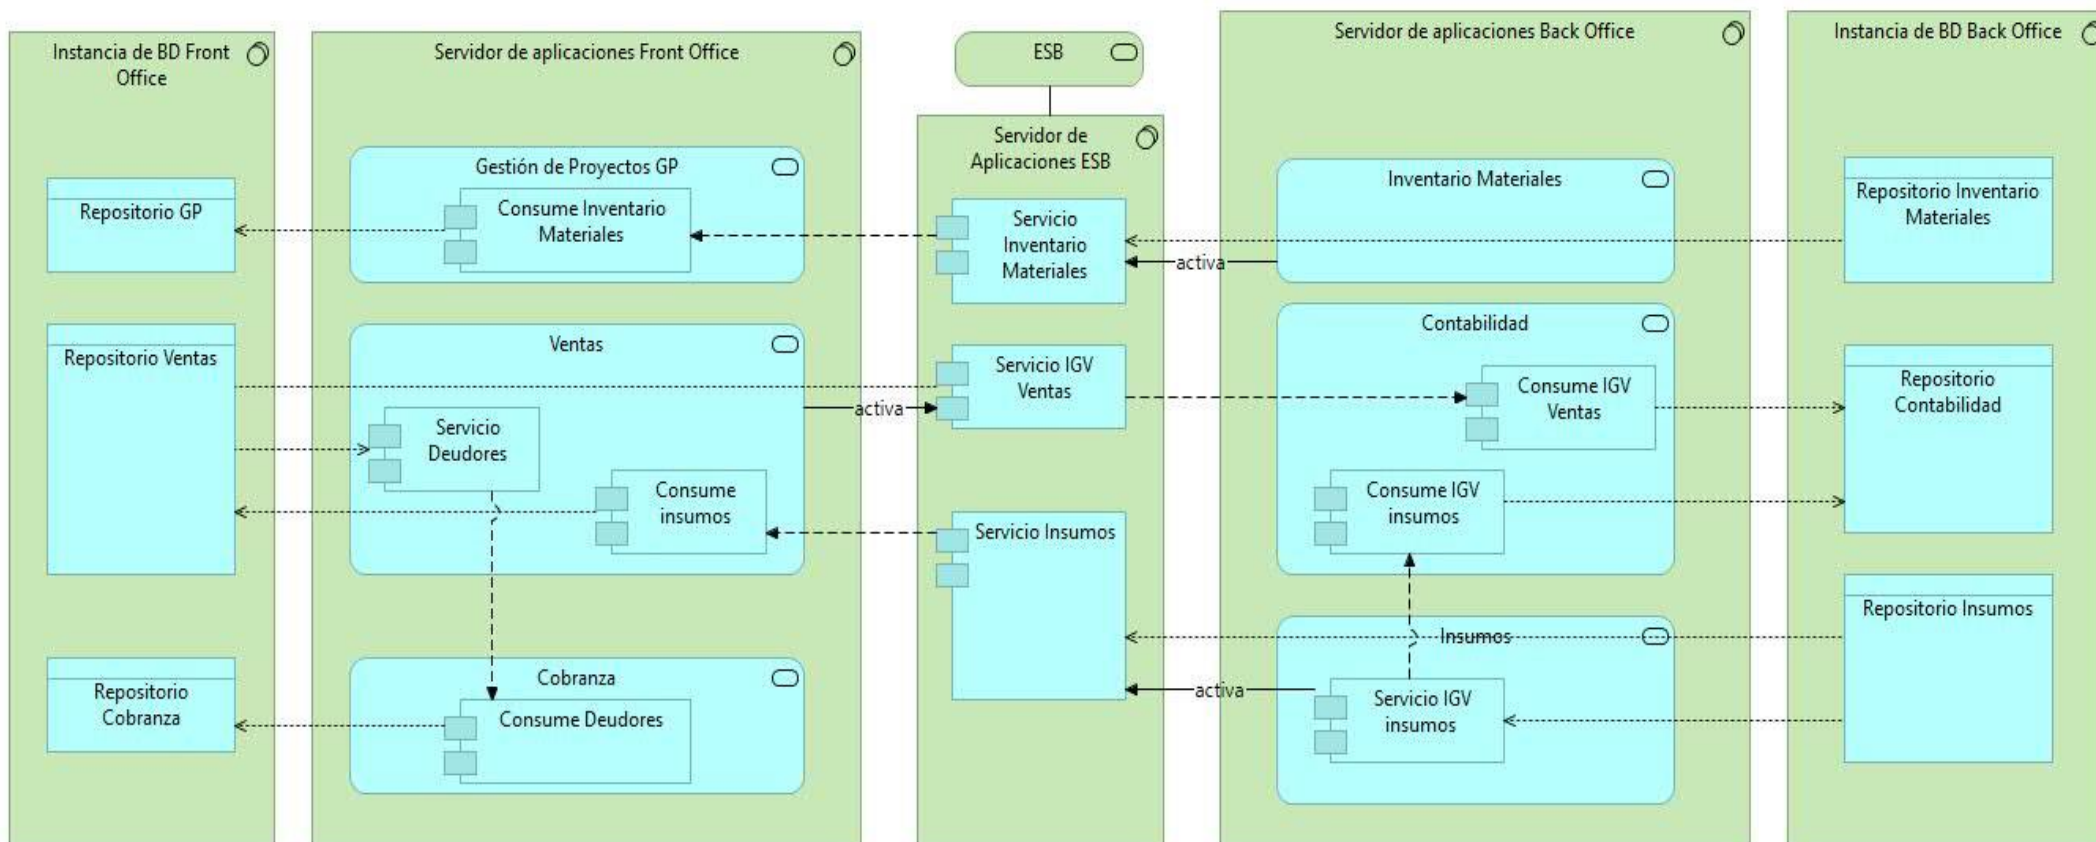 Instancia de BD Front
Office
Servidor de aplicaciones Front Office
ESB
Servidor de aplicaciones Back Office
Instancia de BD Back Office
Servidor de
Aplicaciones ESB
Repositorio GP
Gestión de Proyectos GP
Consume Inventario
Materiales
Servicio
Inventario
Materiales
activa
Inventario Materiales
Repositorio Inventario
Materiales
Repositorio Ventas
Ventas
Servicio
Deudores
Consume
insumos
activa
Servicio IGV
Ventas
Servicio Insumos
Contabilidad
Consume IGV
Ventas
Consume IGV
insumos
Repositorio
Contabilidad
Repositorio
Cobranza
Cobranza
Consume Deudores
activa
Insumos
Servicio IGV
insumos
Repositorio Insumos